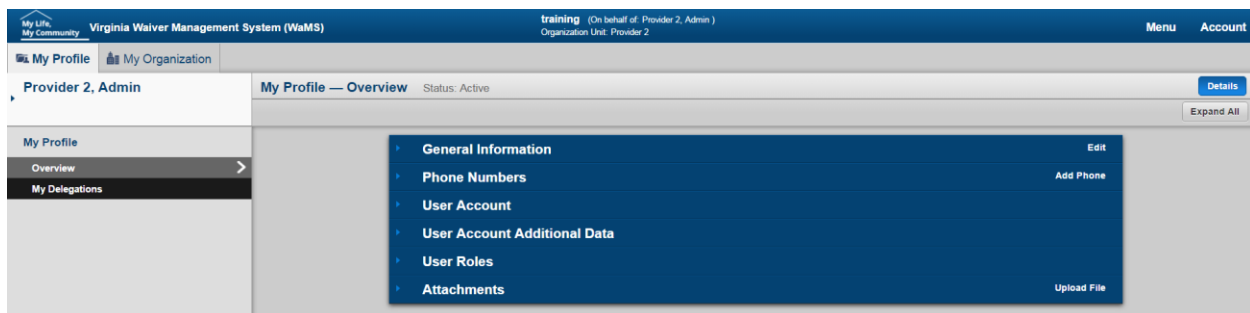 My Life,
My Community
Virginia Waiver Management System (WaMS)
training (On behalf of: Provider 2, Admin )
Organization Unit: Provider 2
Menu Account
My Profile My Organization
Provider 2, Admin
My Profile — Overview Status: Active
Details
Expand All
My Profile
Overview
My Delegations
General Information Edit
Phone Numbers Add Phone
User Account
User Account Additional Data
User Roles
Attachments Upload File